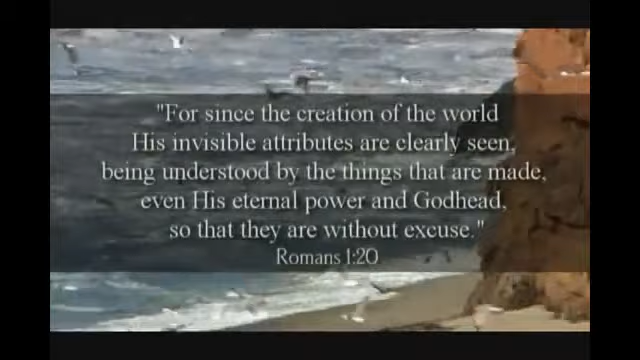 "For since the creation of the world
His invisible attributes are clearly seen,
being understood by the things that are made,
even His eternal power and Godhead,
so that they are without excuse."
Romans 1:20